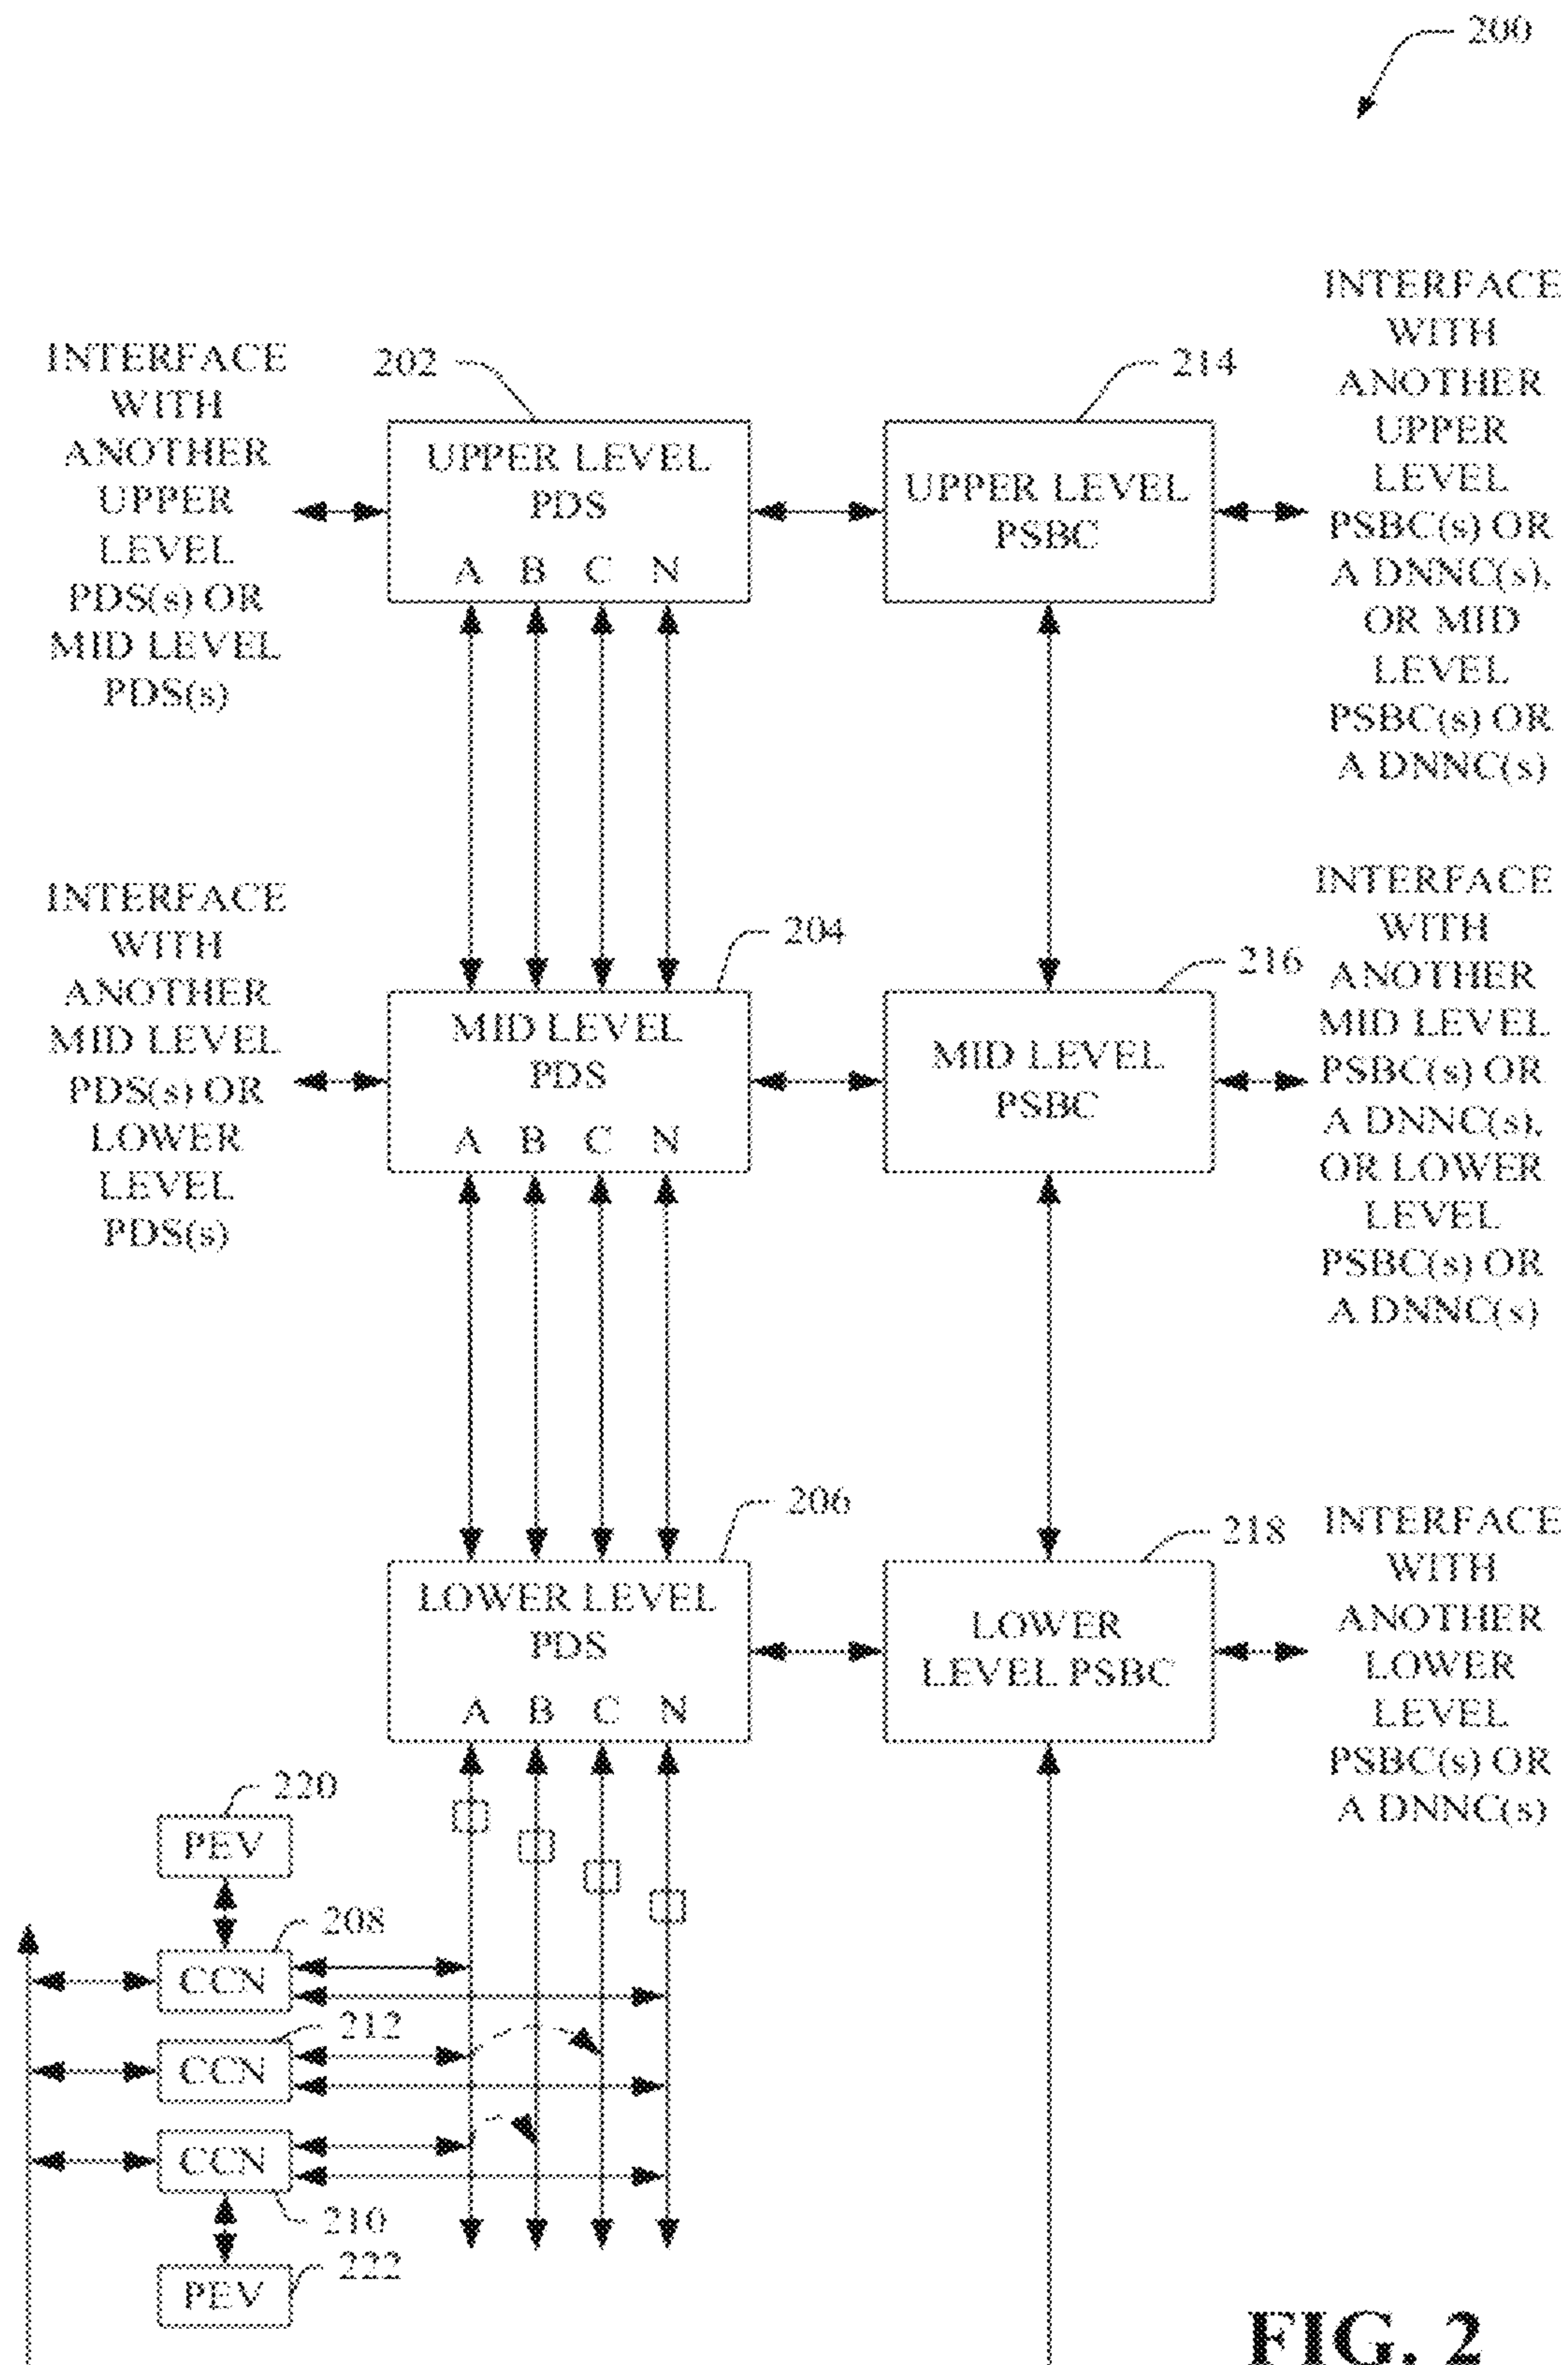 200
INTERFACE
WITH
ANOTHER
UPPER
LEVEL
PDS(s) OR
MID LEVEL
PDS(s)
202
UPPER LEVEL
PDS
A B C N
214
UPPER LEVEL
PSBC
INTERFACE
WITH
ANOTHER
UPPER
LEVEL
PSBC(s) OR
A DNNC(s),
OR MID
LEVEL
PSBC(s) OR
A DNNC(s)
INTERFACE
WITH
ANOTHER
MID LEVEL
PDS(s) OR
LOWER
LEVEL
PDS(s)
204
MID LEVEL
PDS
A B C N
216
MID LEVEL
PSBC
INTERFACE
WITH
ANOTHER
MID LEVEL
PSBC(s) OR
A DNNC(s),
OR LOWER
LEVEL
PSBC(s) OR
A DNNC(s)
206
LOWER LEVEL
PDS
A B C N
218
LOWER
LEVEL PSBC
INTERFACE
WITH
ANOTHER
LOWER
LEVEL
PSBC(s) OR
A DNNC(s)
220
PEV
208
CCN
212
CCN
CCN
210
222
PEV
FIG. 2